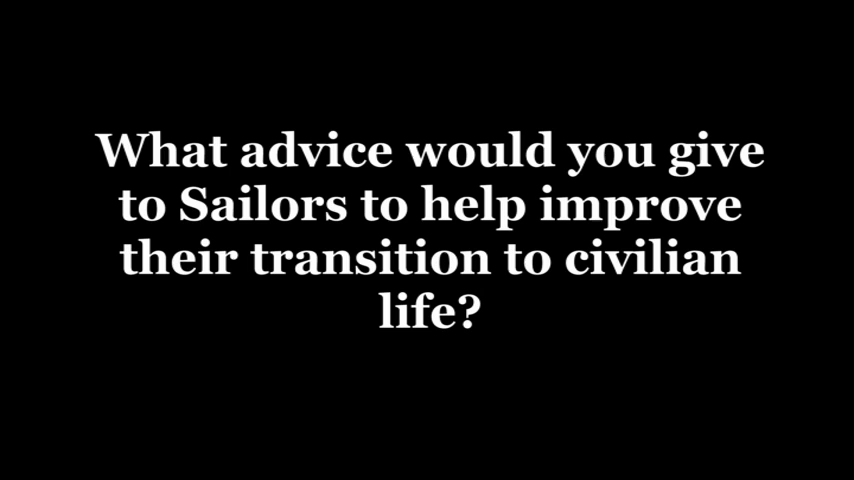 What advice would you give
to Sailors to help improve
their transition to civilian
life?